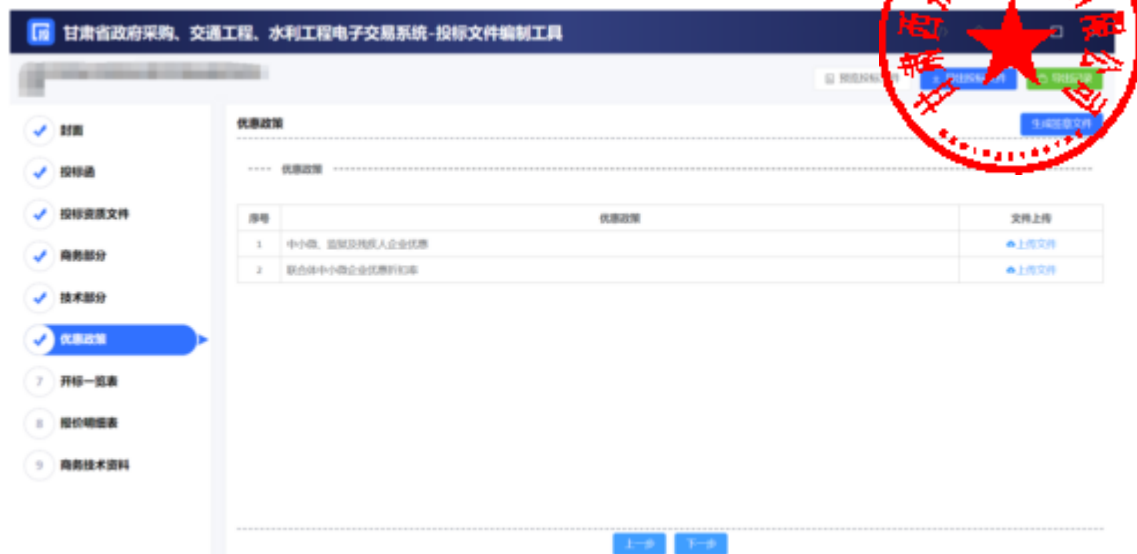 甘肃省政府采购、交通工程、水利工程电子交易系统-投标文件编制工具
封面
投标函
投标资质文件
商务部分
技术部分
优惠政策
7 开标一览表
8 报价明细表
9 商务技术资料
优惠政策
生成签章文件
优惠政策
序号 优惠政策 文件上传
1 中小微、监狱及残疾人企业优惠 上传文件
2 联合体中小微企业优惠折扣率 上传文件
上一步 下一步